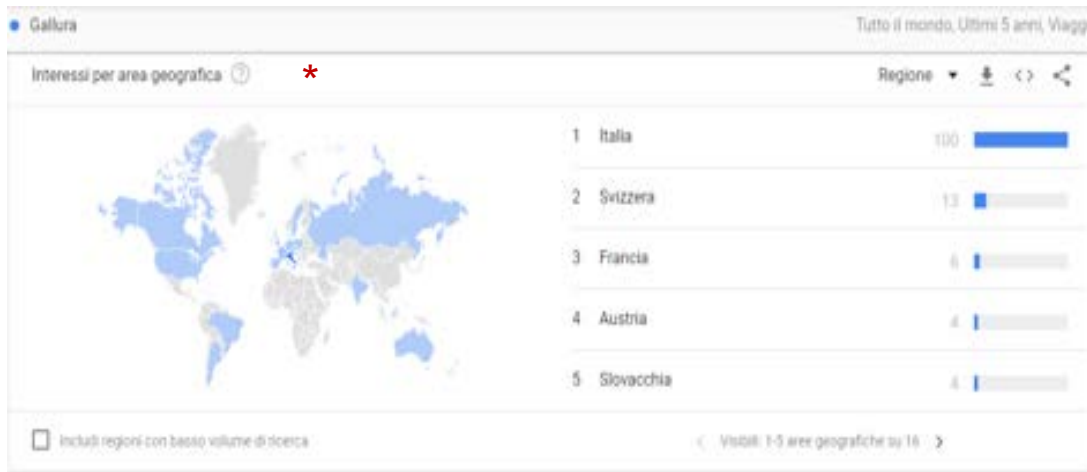 Gallura
Tutto il mondo, Ultimi 5 anni, Viagg
Interessi per area geografica ? *
Regione
1 Italia 100
2 Svizzera 13
3 Francia 6
4 Austria 4
5 Slovacchia 4
Includi regioni con basso volume di ricerca
Visibili: 1-5 aree geografiche su 16